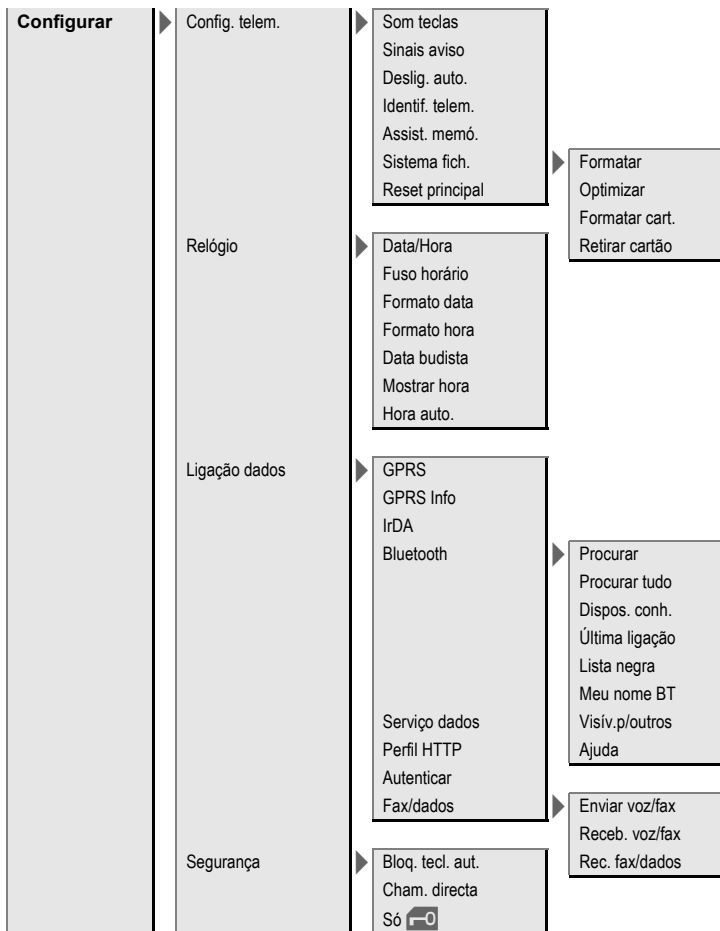 Configurar
Config. telem.
Som teclas
Sinais aviso
Deslig. auto.
Identif. telem.
Assist. memó.
Sistema fich.
Formatar
Optimizar
Formatar cart.
Retirar cartão
Reset principal
Relógio
Data/Hora
Fuso horário
Formato data
Formato hora
Data budista
Mostrar hora
Hora auto.
Ligação dados
GPRS
GPRS Info
IrDA
Bluetooth
Procurar
Procurar tudo
Dispos. conh.
Última ligação
Lista negra
Meu nome BT
Visív.p/outros
Ajuda
Serviço dados
Perfil HTTP
Autenticar
Fax/dados
Enviar voz/fax
Receb. voz/fax
Rec. fax/dados
Segurança
Bloq. tecl. aut.
Cham. directa
Só